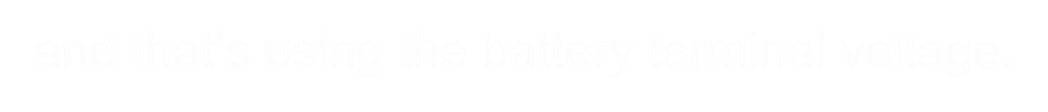 and that's using the battery terminal voltage.